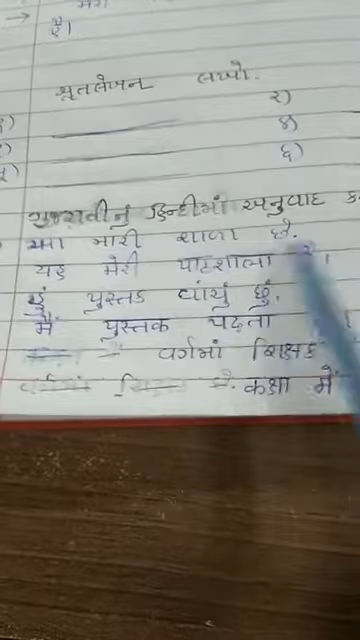 है।
શ્રુતલેખન લખો.
૨)
૪)
૬)
ગુજરાતીનું હિન્દીમાં અનુવાદ ક
આ મારી શાળા છે.
यह मेरी पाठशाला है।
હું પુસ્તક વાંચું છું.
मैं पुस्तक पढ़ता
વર્ગમાં શિક્ષક
कक्षा में